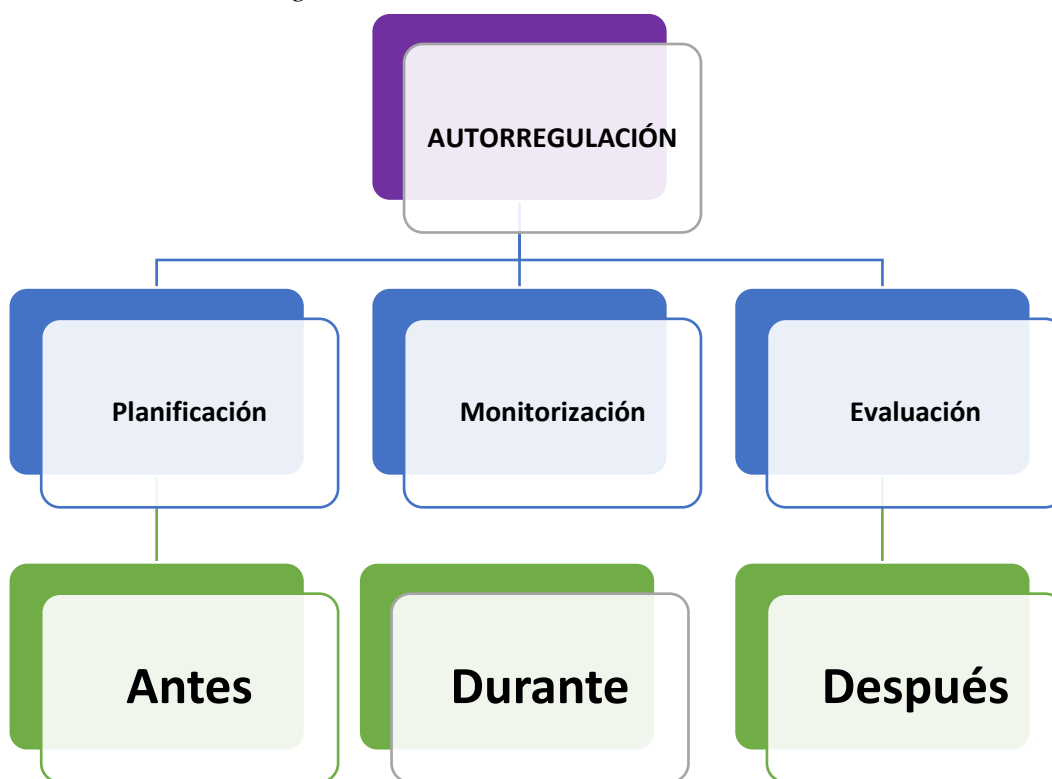 AUTORREGULACIÓN
Planificación
Monitorización
Evaluación
Antes
Durante
Después